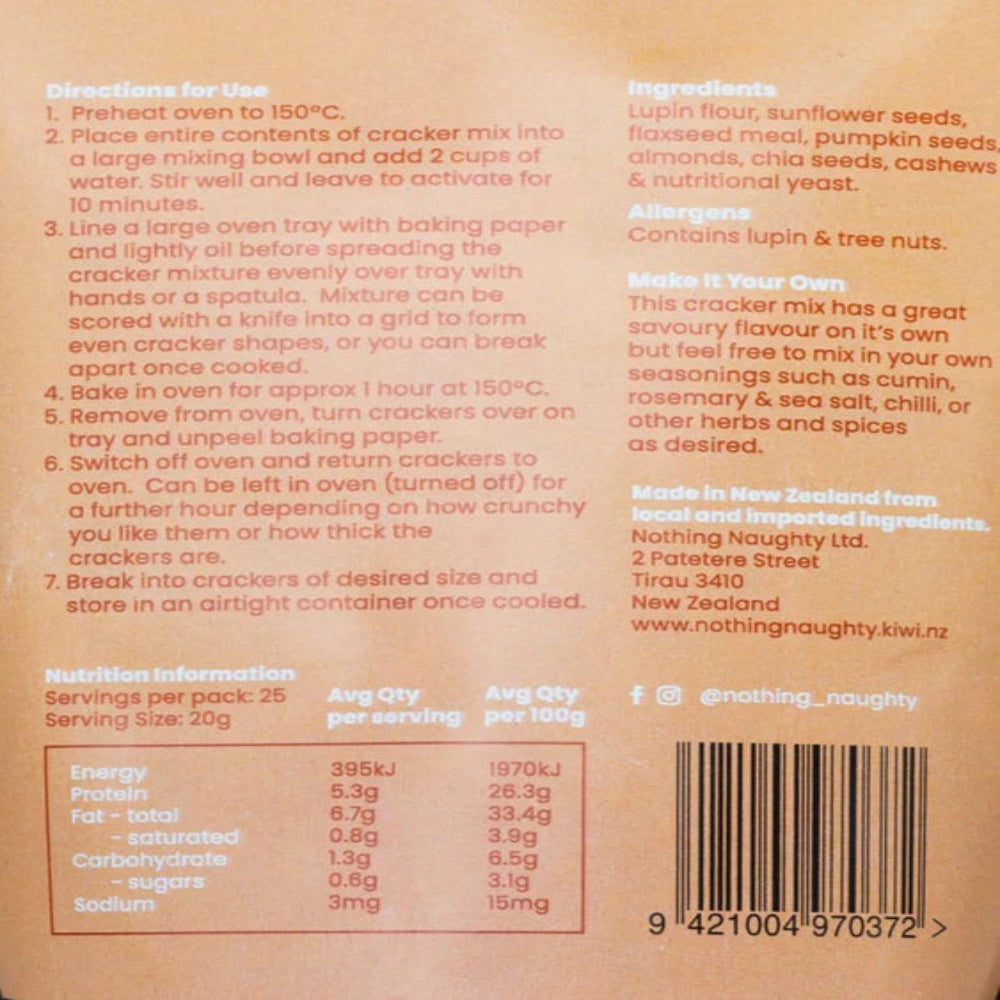 Directions for Use
1. Preheat oven to 150°C.
2. Place entire contents of cracker mix into
a large mixing bowl and add 2 cups of
water. Stir well and leave to activate for
10 minutes.
3. Line a large oven tray with baking paper
and lightly oil before spreading the
cracker mixture evenly over tray with
hands or a spatula. Mixture can be
scored with a knife into a grid to form
even cracker shapes, or you can break
apart once cooked.
4. Bake in oven for approx 1 hour at 150°C.
5. Remove from oven, turn crackers over on
tray and unpeel baking paper.
6. Switch off oven and return crackers to
oven. Can be left in oven (turned off) for
a further hour depending on how crunchy
you like them or how thick the
crackers are.
7. Break into crackers of desired size and
store in an airtight container once cooled.
Ingredients
Lupin flour, sunflower seeds,
flaxseed meal, pumpkin seeds,
almonds, chia seeds, cashews
& nutritional yeast.
Allergens
Contains lupin & tree nuts.
Make It Your Own
This cracker mix has a great
savoury flavour on it's own
but feel free to mix in your own
seasonings such as cumin,
rosemary & sea salt, chilli, or
other herbs and spices
as desired.
Made in New Zealand from
local and imported ingredients.
Nothing Naughty Ltd.
2 Patetere Street
Tirau 3410
New Zealand
www.nothingnaughty.kiwi.nz
@nothing_naughty
Nutrition Information
Servings per pack: 25
Serving Size: 20g
Avg Qty per serving Avg Qty per 100g
Energy 395kJ 1970kJ
Protein 5.3g 26.3g
Fat - total 6.7g 33.4g
- saturated 0.8g 3.9g
Carbohydrate 1.3g 6.5g
- sugars 0.6g 3.1g
Sodium 3mg 15mg
9 421004 970372 >